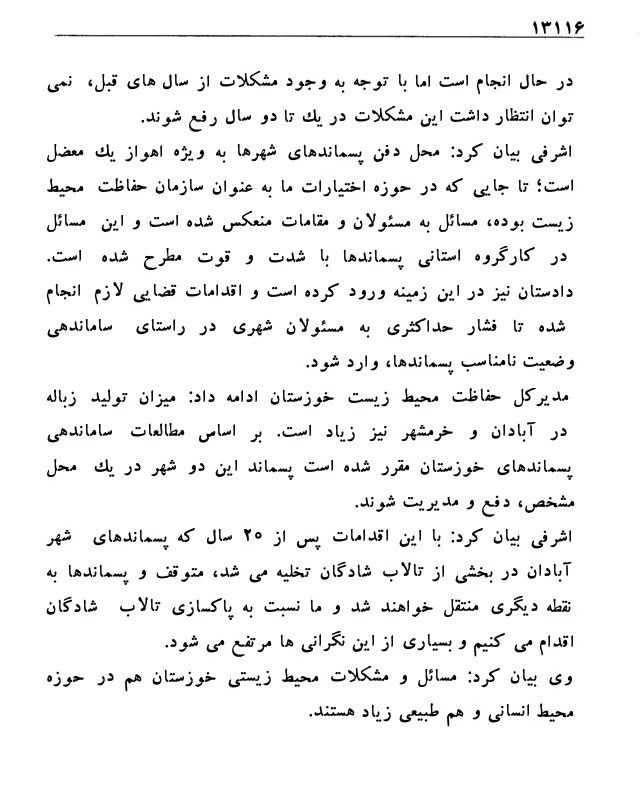 ۱۳۱۱۶
در حال انجام است اما با توجه به وجود مشکلات از سال های قبل، نمی
توان انتظار داشت این مشکلات در یك تا دو سال رفع شوند.
اشرفی بیان کرد: محل دفن پسماندهای شهرها به ویژه اهواز یك معضل
است؛ تا جایی که در حوزه اختیارات ما به عنوان سازمان حفاظت محیط
زیست بوده، مسائل به مسئولان و مقامات منعکس شده است و این مسائل
در کارگروه استانی پسماندها با شدت و قوت مطرح شده است.
دادستان نیز در این زمینه ورود کرده است و اقدامات قضایی لازم انجام
شده تا فشار حداکثری به مسئولان شهری در راستای ساماندهی
وضعیت نامناسب پسماندها، وارد شود.
مدیرکل حفاظت محیط زیست خوزستان ادامه داد: میزان تولید زباله
در آبادان و خرمشهر نیز زیاد است. بر اساس مطالعات ساماندهی
پسماندهای خوزستان مقرر شده است پسماند این دو شهر در یك محل
مشخص، دفع و مدیریت شوند.
اشرفی بیان کرد: با این اقدامات پس از ۲۵ سال که پسماندهای شهر
آبادان در بخشی از تالاب شادگان تخلیه می شد، متوقف و پسماندها به
نقطه دیگری منتقل خواهند شد و ما نسبت به پاکسازی تالاب شادگان
اقدام می کنیم و بسیاری از این نگرانی ها مرتفع می شود.
وی بیان کرد: مسائل و مشکلات محیط زیستی خوزستان هم در حوزه
محیط انسانی و هم طبیعی زیاد هستند.